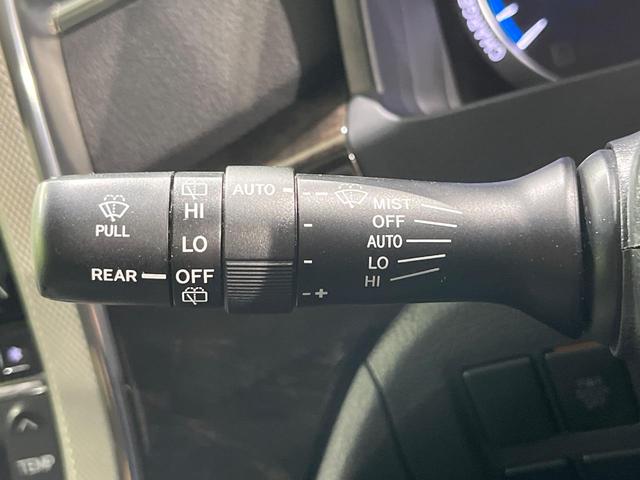 PULL
REAR
HI
LO
OFF
AUTO
- +
MIST
OFF
AUTO
LO
HI
TEMP